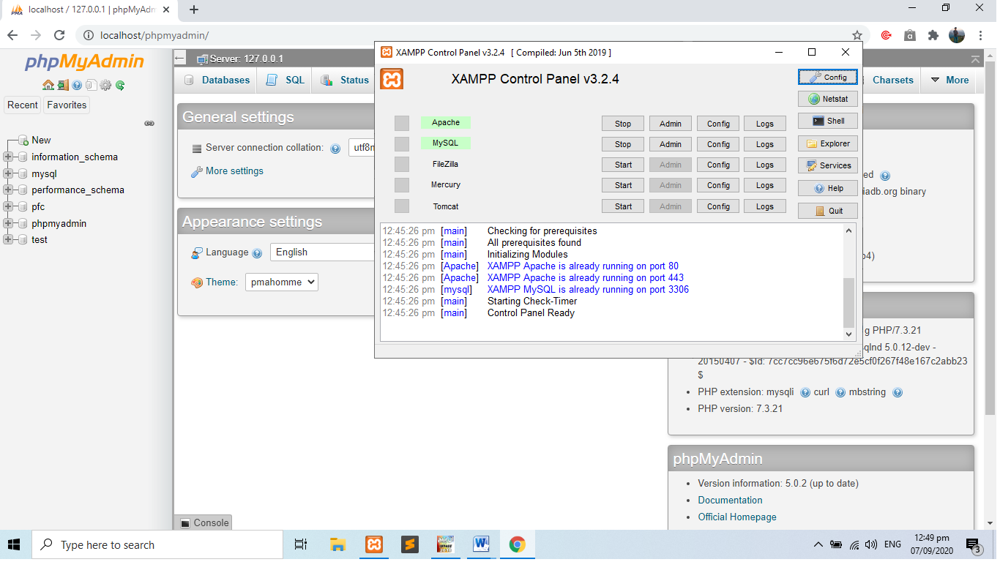 localhost / 127.0.0.1 | phpMyAdm
localhost/phpmyadmin/
phpMyAdmin
Recent Favorites
New
information_schema
mysql
performance_schema
pfc
phpmyadmin
test
Server: 127.0.0.1
Databases SQL Status Charsets More
General settings
Server connection collation: utf8m
More settings
Appearance settings
Language English
Theme: pmahomme
Console
XAMPP Control Panel v3.2.4 [ Compiled: Jun 5th 2019 ]
XAMPP Control Panel v3.2.4
Apache Stop Admin Config Logs
MySQL Stop Admin Config Logs
FileZilla Start Admin Config Logs
Mercury Start Admin Config Logs
Tomcat Start Admin Config Logs
Config
Netstat
Shell
Explorer
Services
Help
Quit
12:45:26 pm [main] Checking for prerequisites
12:45:26 pm [main] All prerequisites found
12:45:26 pm [main] Initializing Modules
12:45:26 pm [Apache] XAMPP Apache is already running on port 80
12:45:26 pm [Apache] XAMPP Apache is already running on port 443
12:45:26 pm [mysql] XAMPP MySQL is already running on port 3306
12:45:26 pm [main] Starting Check-Timer
12:45:26 pm [main] Control Panel Ready
ed
iadb.org binary
b4)
g PHP/7.3.21
sqlnd 5.0.12-dev -
20150407 - $Id: 7cc7cc96e675f6d72e5cf0f267f48e167c2abb23
$
PHP extension: mysqli curl mbstring
PHP version: 7.3.21
phpMyAdmin
Version information: 5.0.2 (up to date)
Documentation
Official Homepage
Type here to search
ENG
12:49 pm
07/09/2020
3